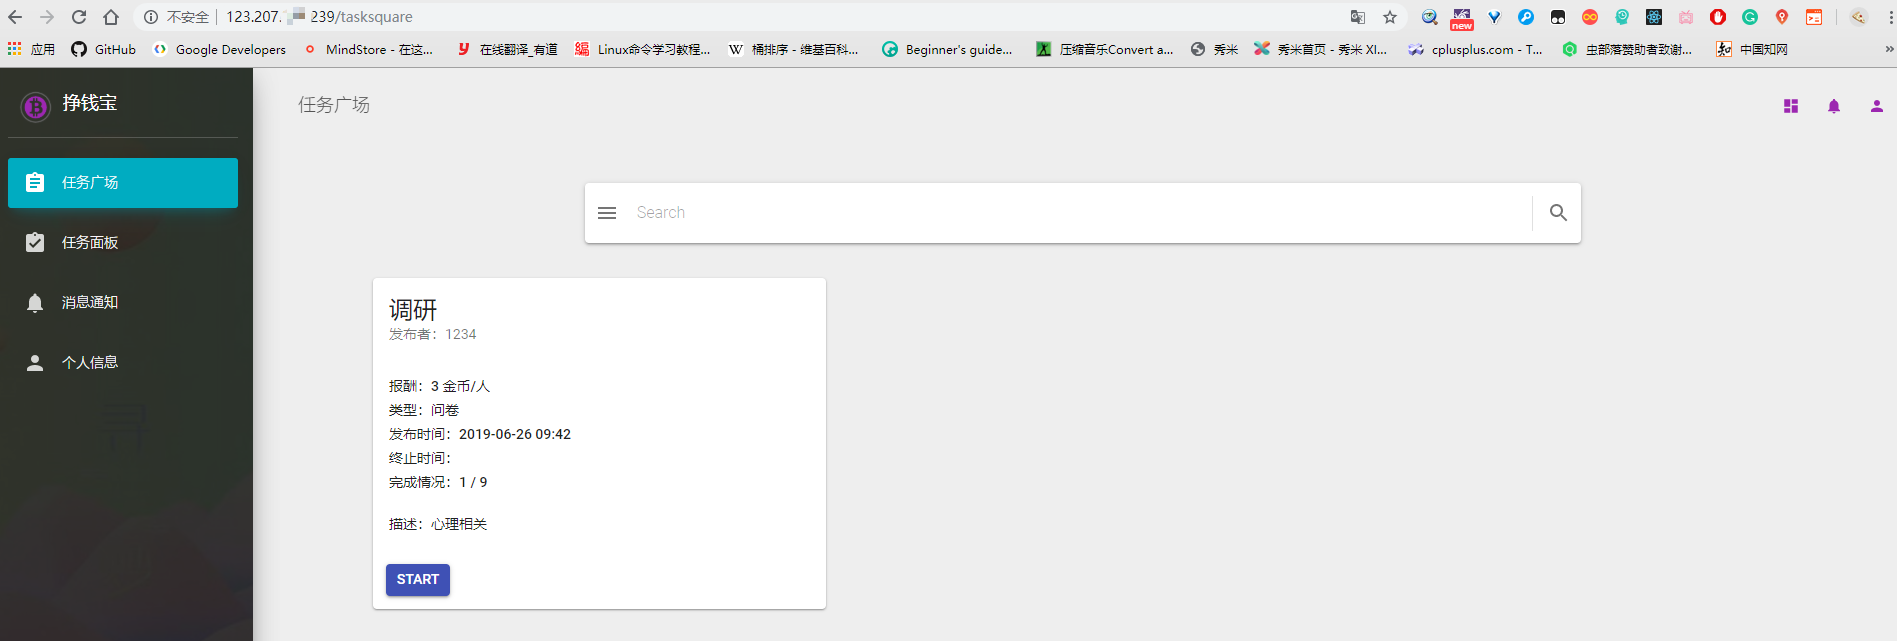 不安全 123.207. 239/tasksquare
new
应用 GitHub Google Developers MindStore - 在这... 在线翻译_有道 Linux命令学习教程... 桶排序 - 维基百科... Beginner's guide... 压缩音乐Convert a... 秀米 秀米首页 - 秀米 XI... cplusplus.com - T... 虫部落赞助者致谢... 中国知网 »
挣钱宝
任务广场
任务广场
任务面板
消息通知
个人信息
Search
调研
发布者：1234
报酬：3 金币/人
类型：问卷
发布时间：2019-06-26 09:42
终止时间：
完成情况：1 / 9
描述：心理相关
START